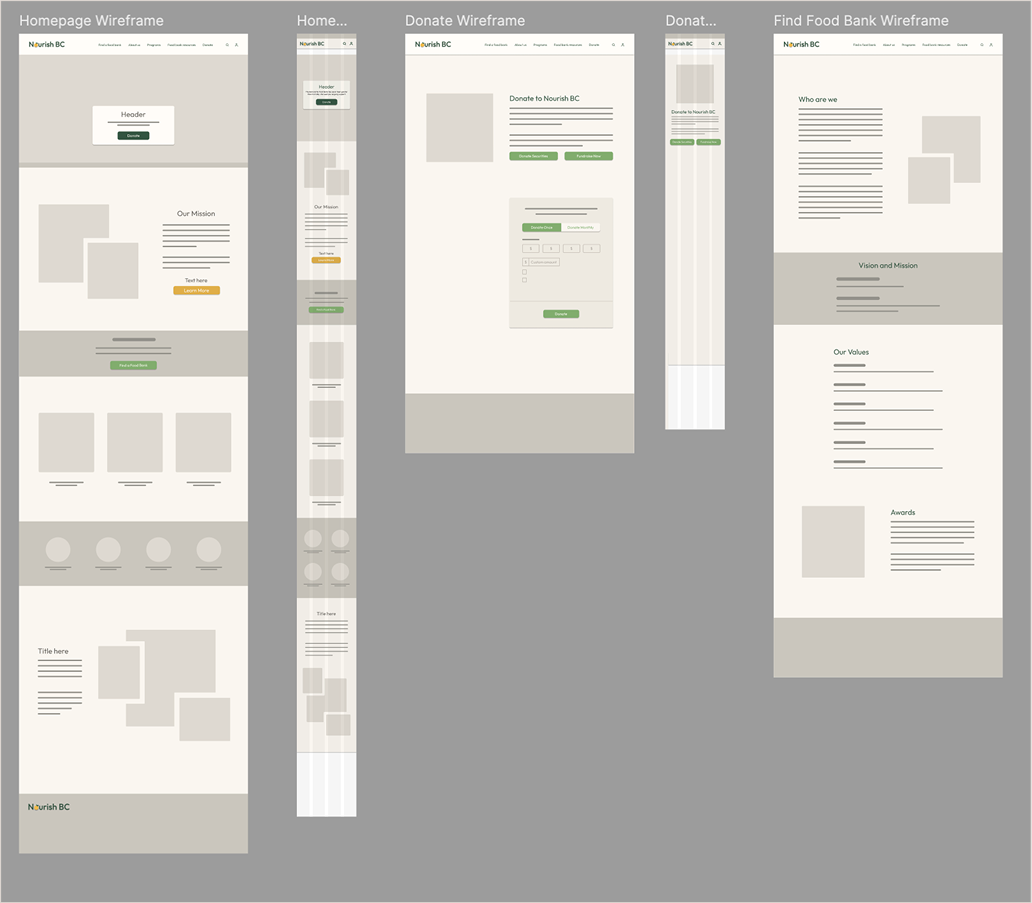 Homepage Wireframe
Home...
Donate Wireframe
Donat...
Find Food Bank Wireframe
Nourish BC
Find a food bank
About us
Programs
Food bank resources
Donate
Header
Donate
Our Mission
Text here
Learn More
Find a Food Bank
Title here
Nourish BC
Nourish BC
Header
Donate
Our Mission
Text here
Title here
Nourish BC
Find a food bank
About us
Programs
Food bank resources
Donate
Donate to Nourish BC
Donate Securities
Fundraise Now
Donate Once
Donate Monthly
$ $ $ $
$ Custom amount
Donate
Nourish BC
Donate to Nourish BC
Nourish BC
Find a food bank
About us
Programs
Food bank resources
Donate
Who are we
Vision and Mission
Our Values
Awards